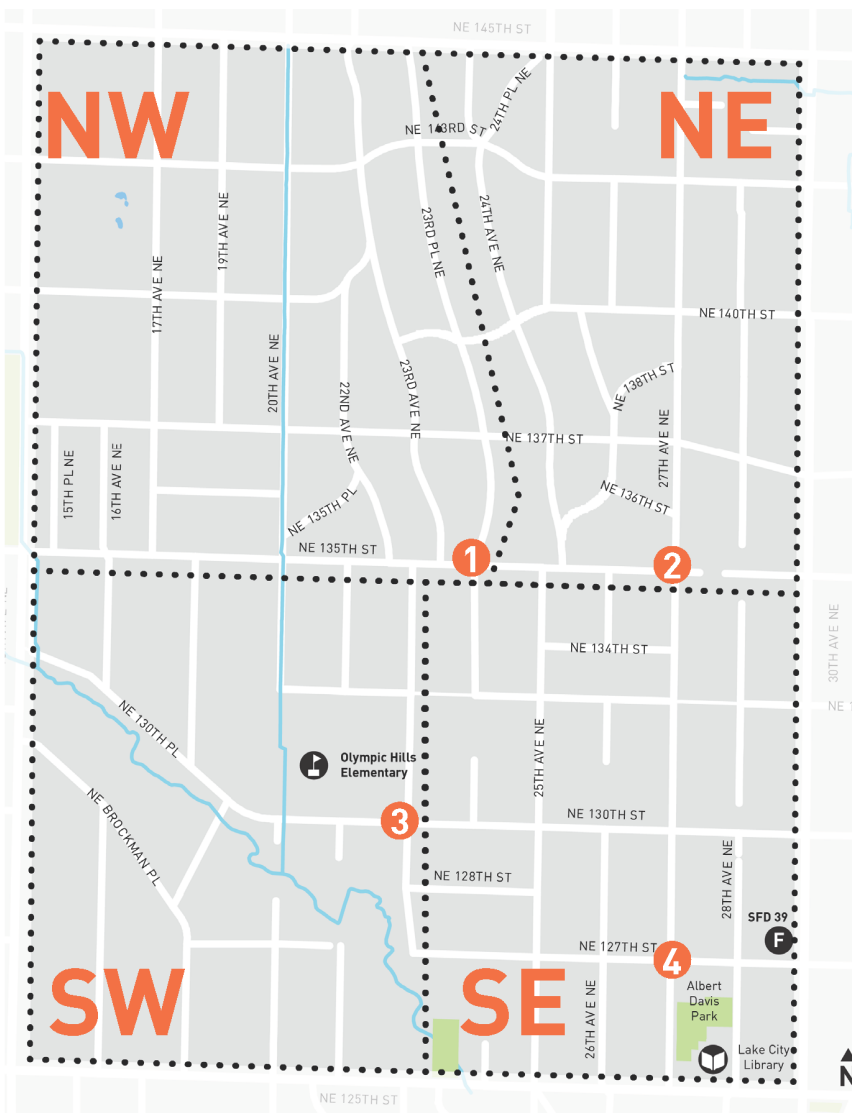 NE 145TH ST
NW
NE
24TH PL NE
NE 143RD ST
19TH AVE NE
23RD PL NE
24TH AVE NE
17TH AVE NE
NE 140TH ST
20TH AVE NE
22ND AVE NE
23RD AVE NE
NE 138TH ST
27TH AVE NE
NE 137TH ST
15TH PL NE
16TH AVE NE
NE 135TH PL
NE 136TH ST
NE 135TH ST
1
2
NE 134TH ST
30TH AVE NE
NE 130TH PL
25TH AVE NE
Olympic Hills
Elementary
NE BROCKMAN PL
3
NE 130TH ST
NE 128TH ST
28TH AVE NE
SFD 39
F
NE 127TH ST
4
SW
SE
26TH AVE NE
Albert
Davis
Park
Lake City
Library
N
NE 125TH ST